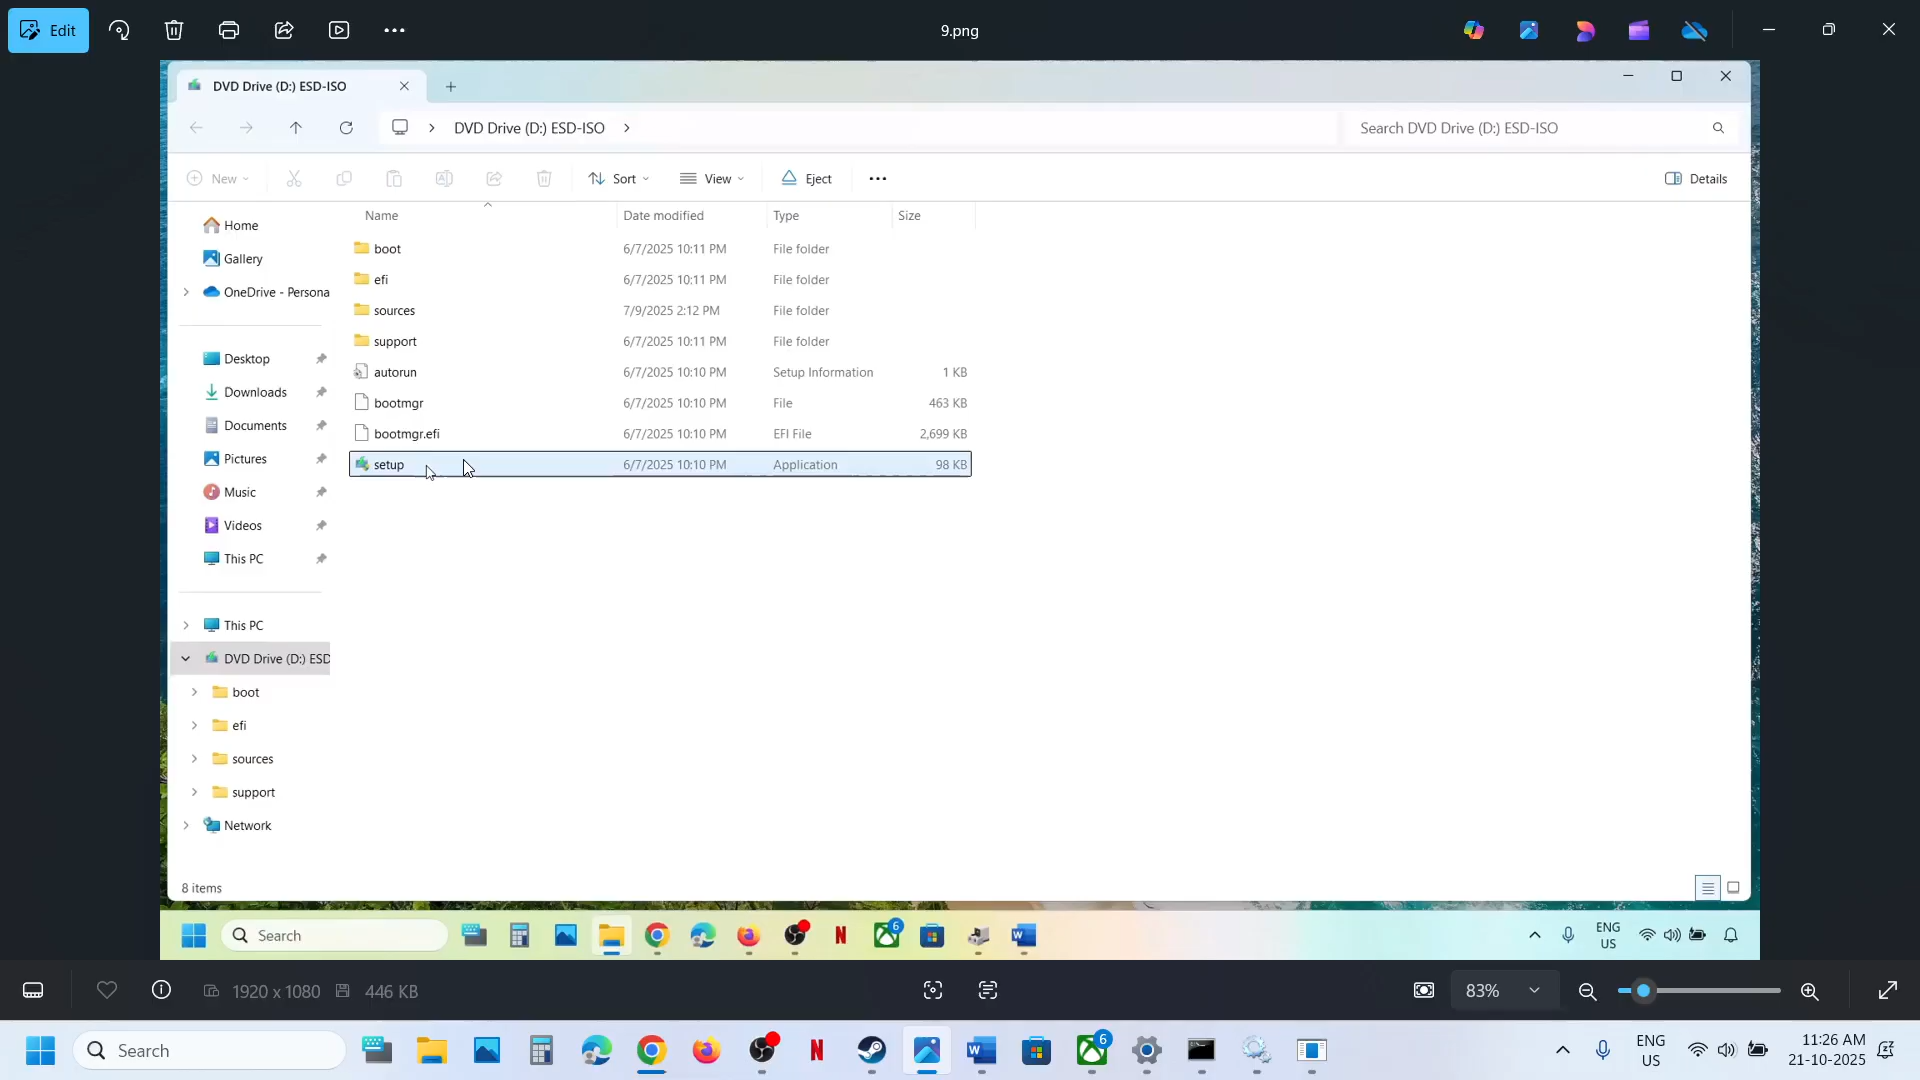 Edit
9.png
DVD Drive (D:) ESD-ISO
DVD Drive (D:) ESD-ISO
Search DVD Drive (D:) ESD-ISO
New
Sort
View
Eject
Details
Name Date modified Type Size
Home
Gallery
OneDrive - Persona
Desktop
Downloads
Documents
Pictures
Music
Videos
This PC
This PC
DVD Drive (D:) ESD
boot
efi
sources
support
Network
boot 6/7/2025 10:11 PM File folder
efi 6/7/2025 10:11 PM File folder
sources 7/9/2025 2:12 PM File folder
support 6/7/2025 10:11 PM File folder
autorun 6/7/2025 10:10 PM Setup Information 1 KB
bootmgr 6/7/2025 10:10 PM File 463 KB
bootmgr.efi 6/7/2025 10:10 PM EFI File 2,699 KB
setup 6/7/2025 10:10 PM Application 98 KB
8 items
Search
6
ENG
US
1920 x 1080 446 KB
83%
Search
6
ENG
US
11:26 AM
21-10-2025